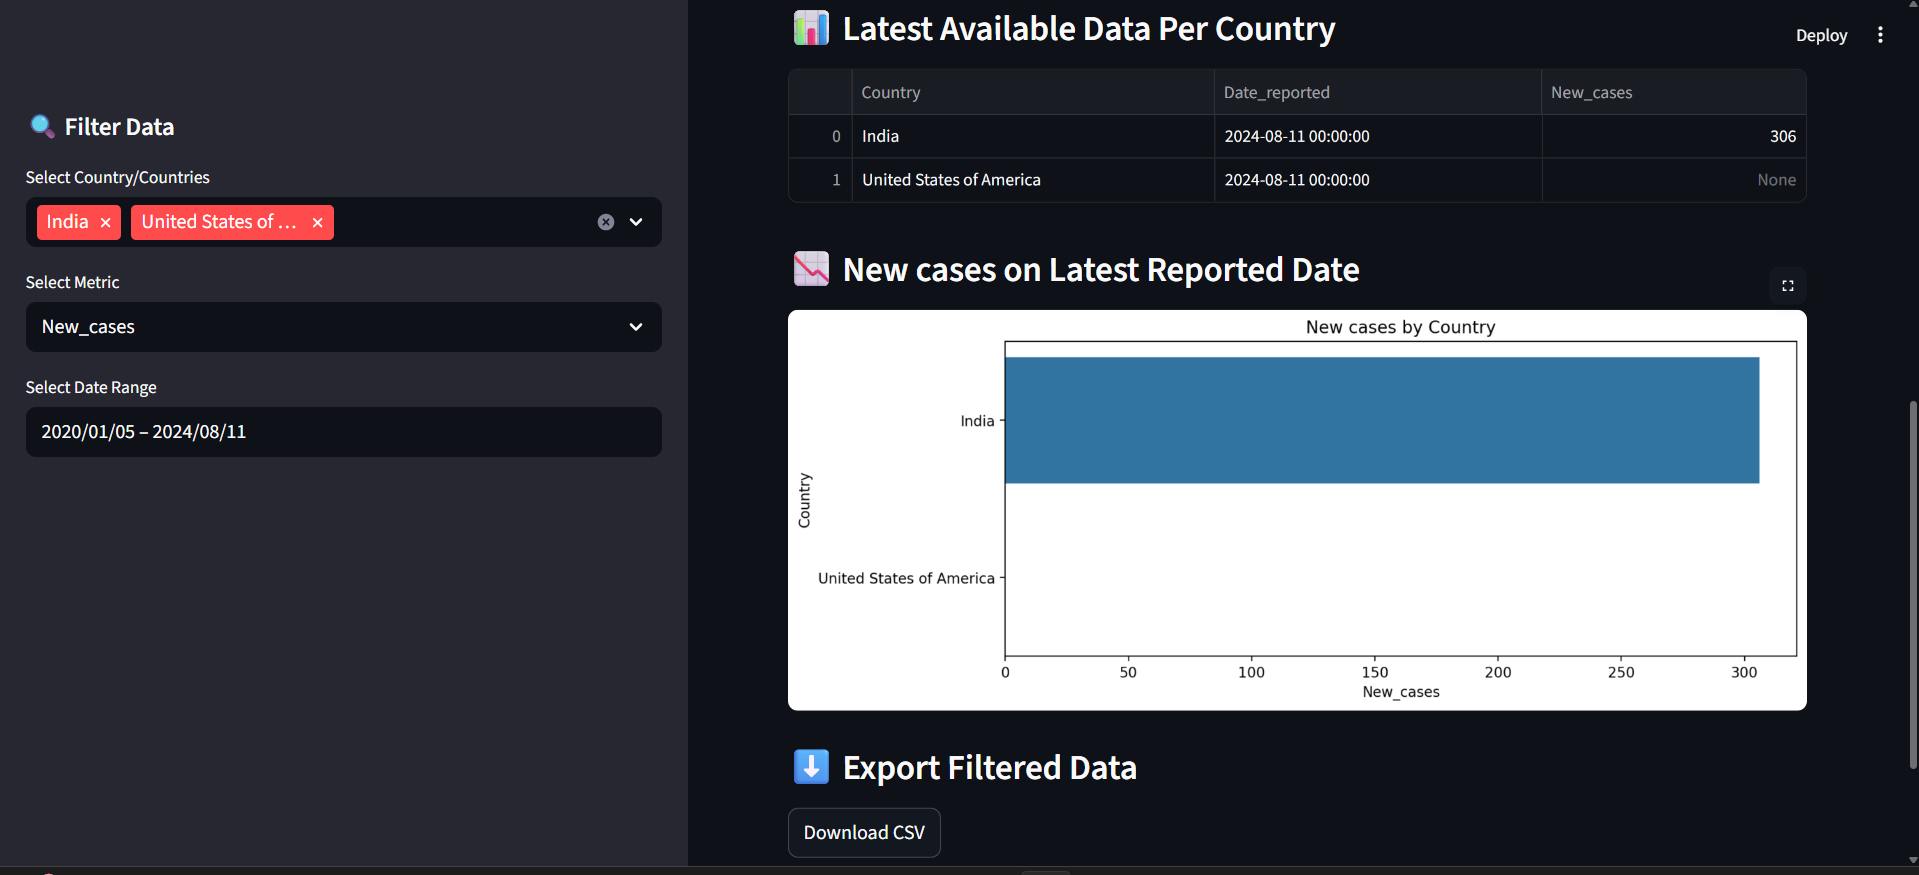 Filter Data
Select Country/Countries
India
United States of ...
Select Metric
New_cases
Select Date Range
2020/01/05 – 2024/08/11
Deploy
Latest Available Data Per Country
Country Date_reported New_cases
0 India 2024-08-11 00:00:00 306
1 United States of America 2024-08-11 00:00:00 None
New cases on Latest Reported Date
New cases by Country
Country
India
United States of America
0 50 100 150 200 250 300
New_cases
Export Filtered Data
Download CSV